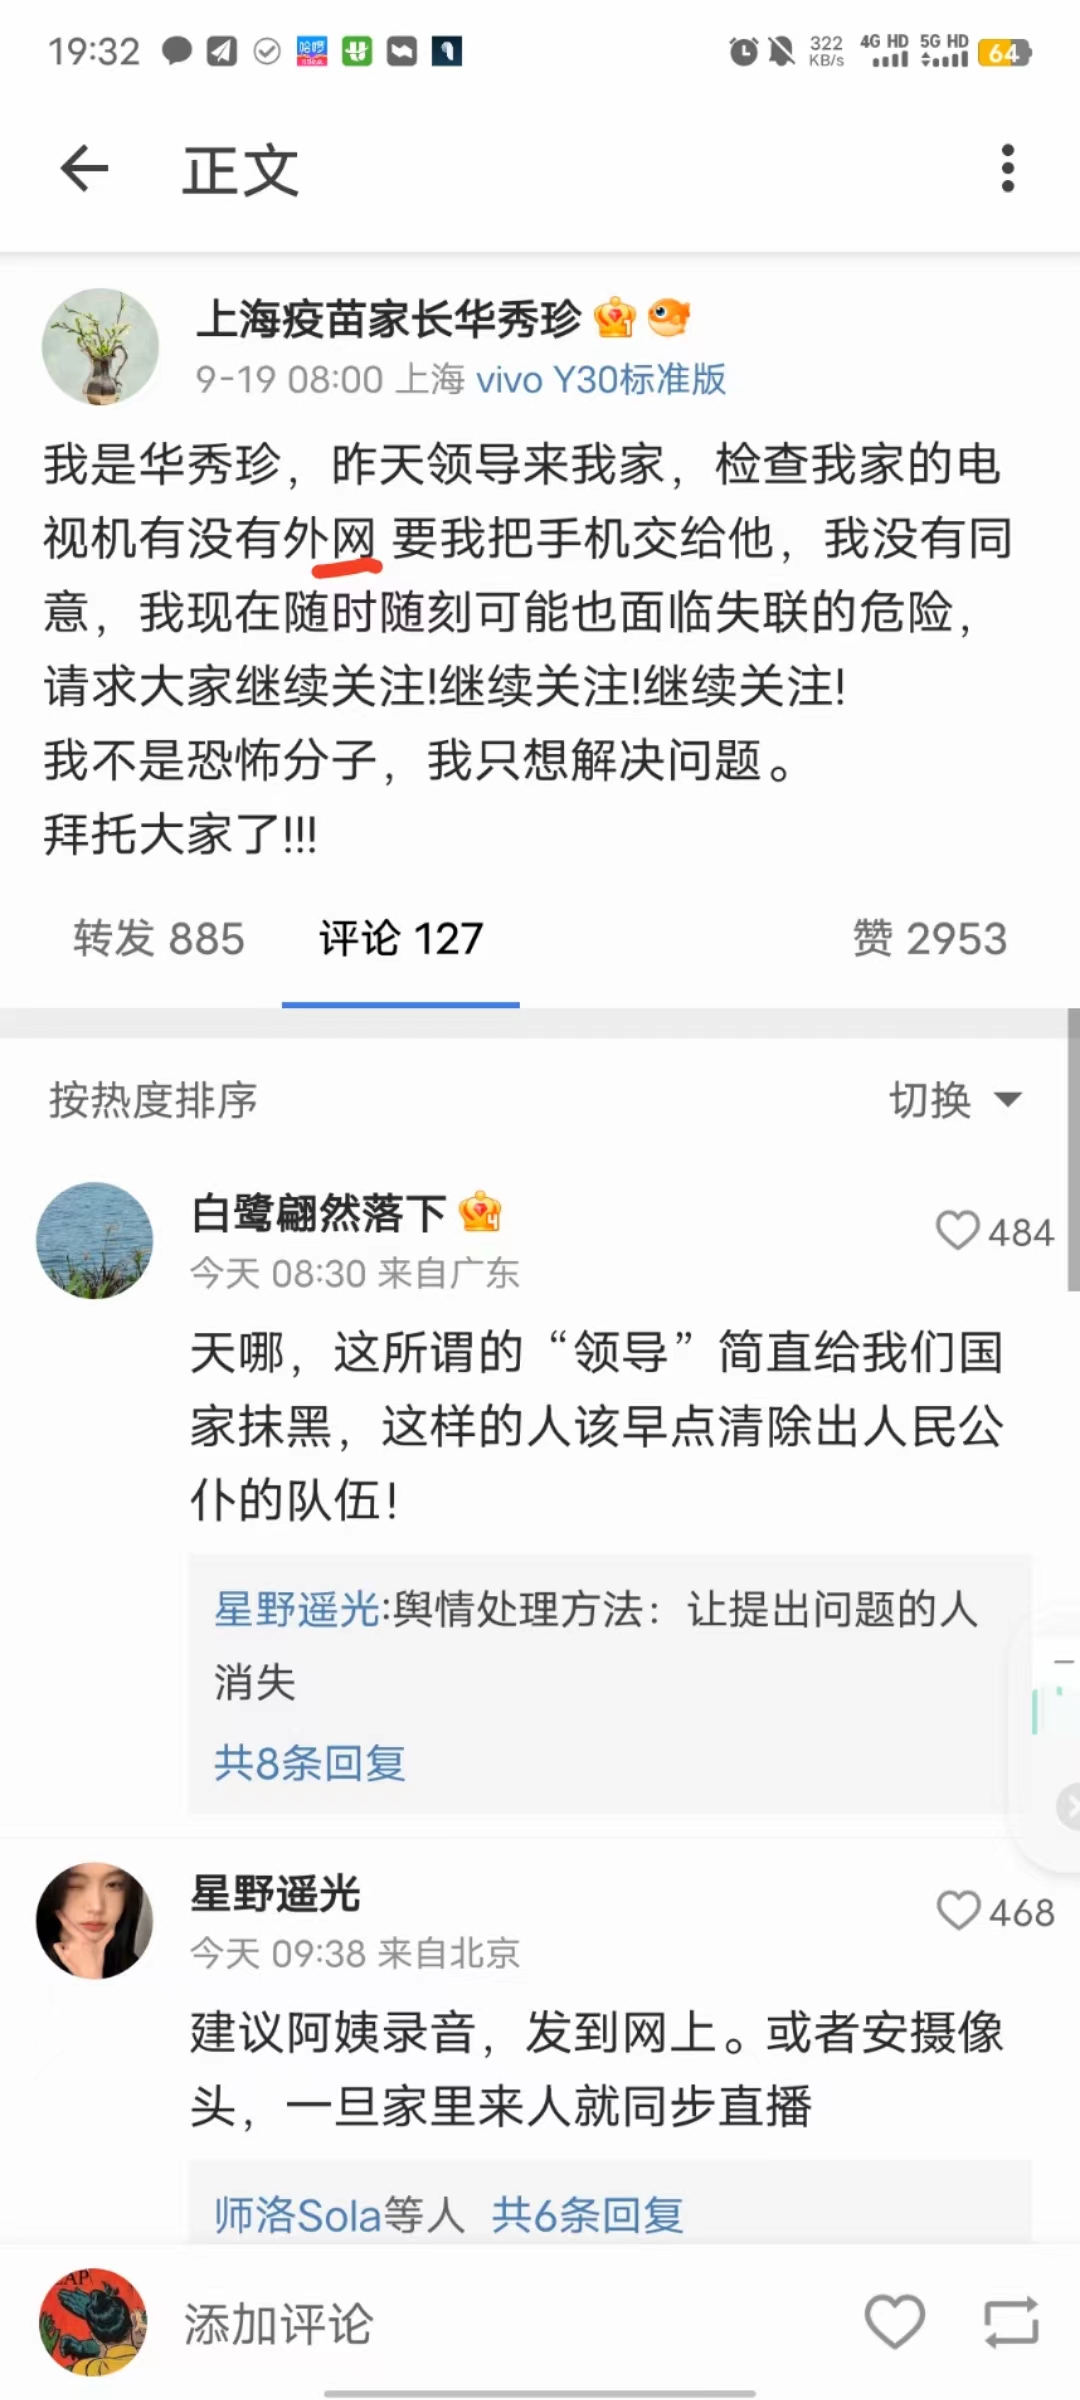 19:32
哈啰
322 KB/s 4G HD 5G HD 64
正文
上海疫苗家长华秀珍
9-19 08:00 上海 vivo Y30标准版
我是华秀珍，昨天领导来我家，检查我家的电
视机有没有外网 要我把手机交给他，我没有同
意，我现在随时随刻可能也面临失联的危险，
请求大家继续关注!继续关注!继续关注!
我不是恐怖分子，我只想解决问题。
拜托大家了!!!
转发 885 评论 127 赞 2953
按热度排序 切换
白鹭翩然落下
484
今天 08:30 来自广东
天哪，这所谓的“领导”简直给我们国
家抹黑，这样的人该早点清除出人民公
仆的队伍！
星野遥光:舆情处理方法：让提出问题的人
消失
共8条回复
星野遥光
468
今天 09:38 来自北京
建议阿姨录音，发到网上。或者安摄像
头，一旦家里来人就同步直播
师洛Sola等人 共6条回复
添加评论